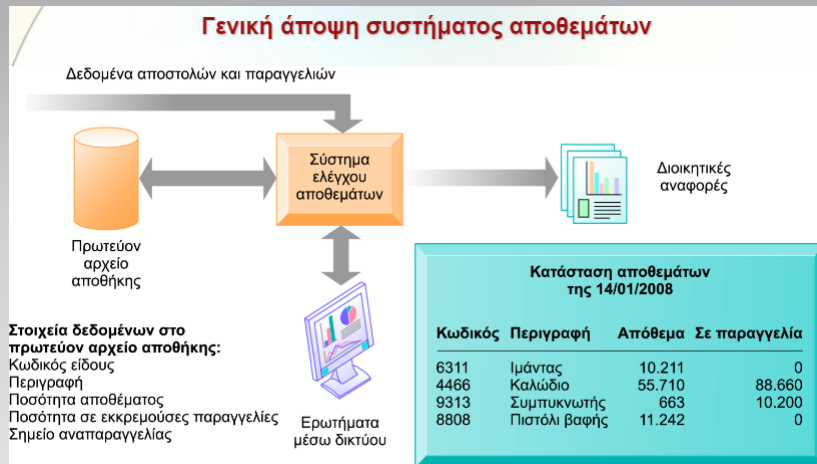 Γενική άποψη συστήματος αποθεμάτων
Δεδομένα αποστολών και παραγγελιών
Σύστημα
ελέγχου
αποθεμάτων
Διοικητικές
αναφορές
Πρωτεύον
αρχείο
αποθήκης
Στοιχεία δεδομένων στο
πρωτεύον αρχείο αποθήκης:
Κωδικός είδους
Περιγραφή
Ποσότητα αποθέματος
Ποσότητα σε εκκρεμούσες παραγγελίες
Σημείο αναπαραγγελίας
Ερωτήματα
μέσω δικτύου
Κατάσταση αποθεμάτων
της 14/01/2008
Κωδικός Περιγραφή Απόθεμα Σε παραγγελία
6311 Ιμάντας 10.211 0
4466 Καλώδιο 55.710 88.660
9313 Συμπυκνωτής 663 10.200
8808 Πιστόλι βαφής 11.242 0